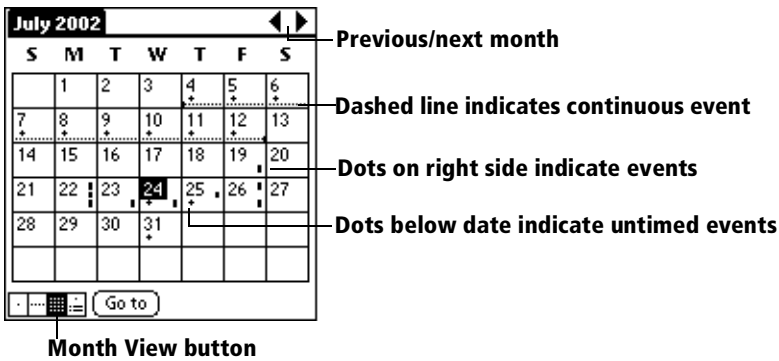 July 2002
Previous/next month
S M T W T F S
1 2 3 4 5 6
Dashed line indicates continuous event
7 8 9 10 11 12 13
14 15 16 17 18 19 20
Dots on right side indicate events
21 22 23 24 25 26 27
28 29 30 31
Dots below date indicate untimed events
Go to
Month View button